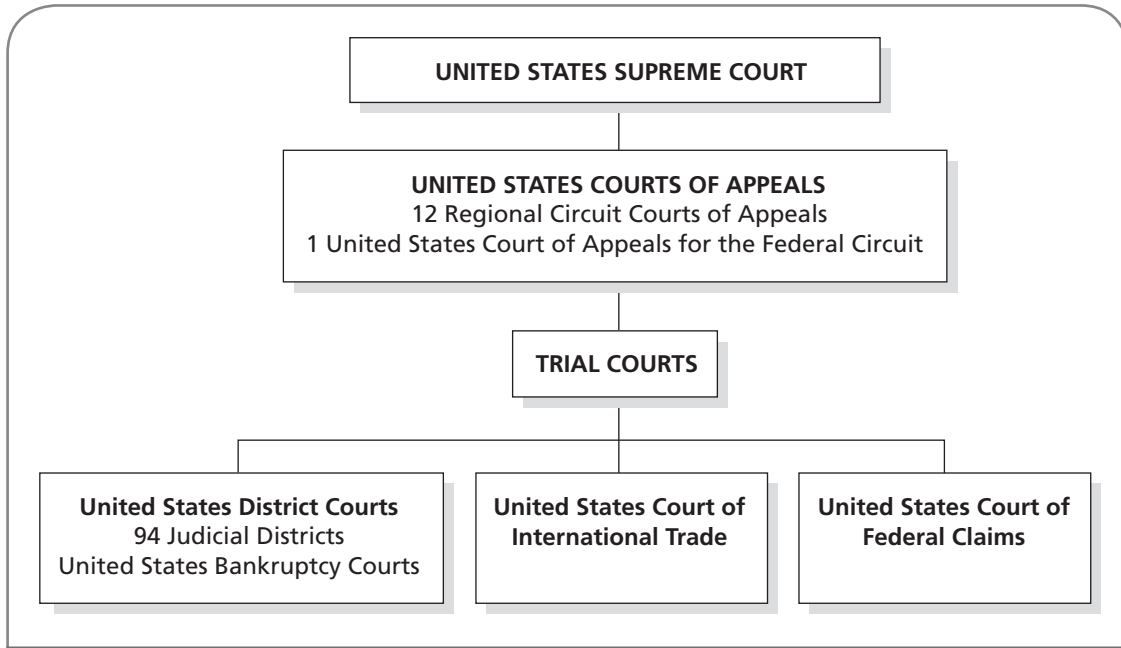 UNITED STATES SUPREME COURT
UNITED STATES COURTS OF APPEALS
12 Regional Circuit Courts of Appeals
1 United States Court of Appeals for the Federal Circuit
TRIAL COURTS
United States District Courts
94 Judicial Districts
United States Bankruptcy Courts
United States Court of
International Trade
United States Court of
Federal Claims